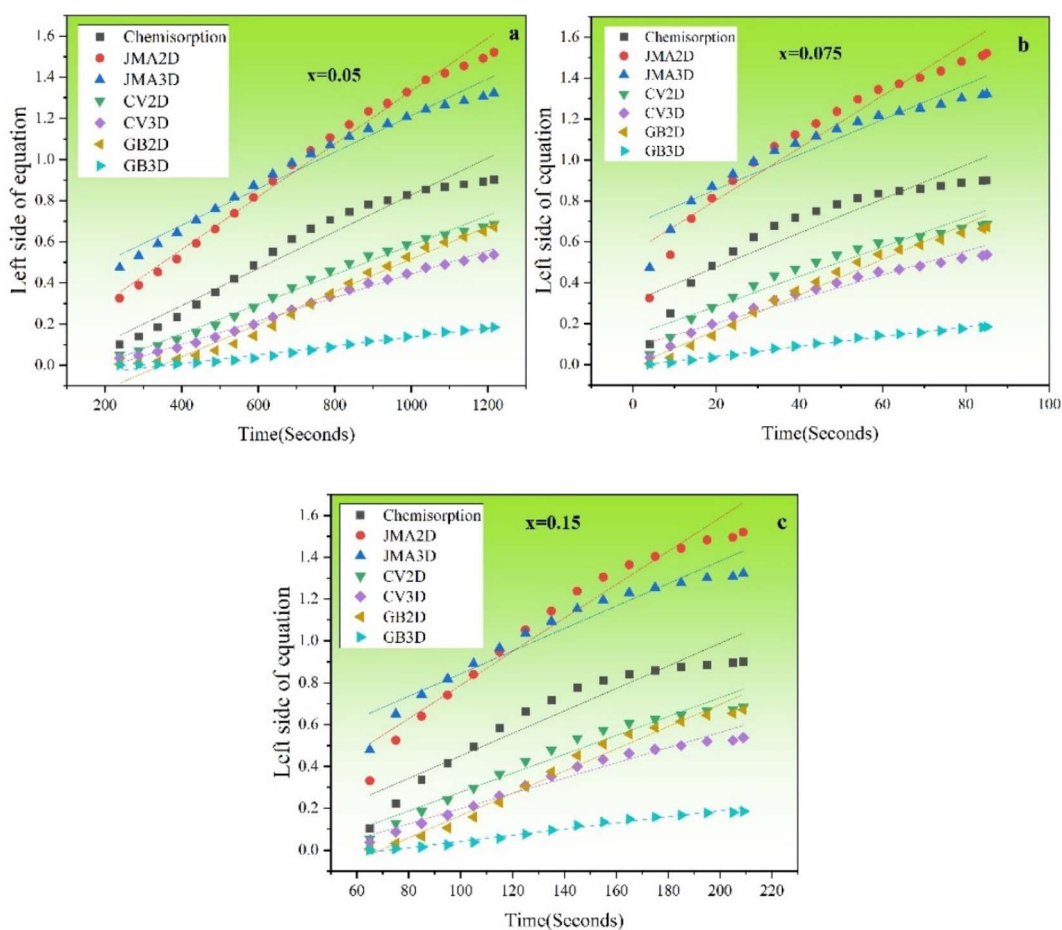 a
x=0.05
Chemisorption
JMA2D
JMA3D
CV2D
CV3D
GB2D
GB3D
Left side of equation
1.6
1.4
1.2
1.0
0.8
0.6
0.4
0.2
0.0
200 400 600 800 1000 1200
Time(Seconds)
b
x=0.075
Chemisorption
JMA2D
JMA3D
CV2D
CV3D
GB2D
GB3D
Left side of equation
1.6
1.4
1.2
1.0
0.8
0.6
0.4
0.2
0.0
0 20 40 60 80 100
Time(Seconds)
c
x=0.15
Chemisorption
JMA2D
JMA3D
CV2D
CV3D
GB2D
GB3D
Left side of equation
1.6
1.4
1.2
1.0
0.8
0.6
0.4
0.2
0.0
60 80 100 120 140 160 180 200 220
Time(Seconds)